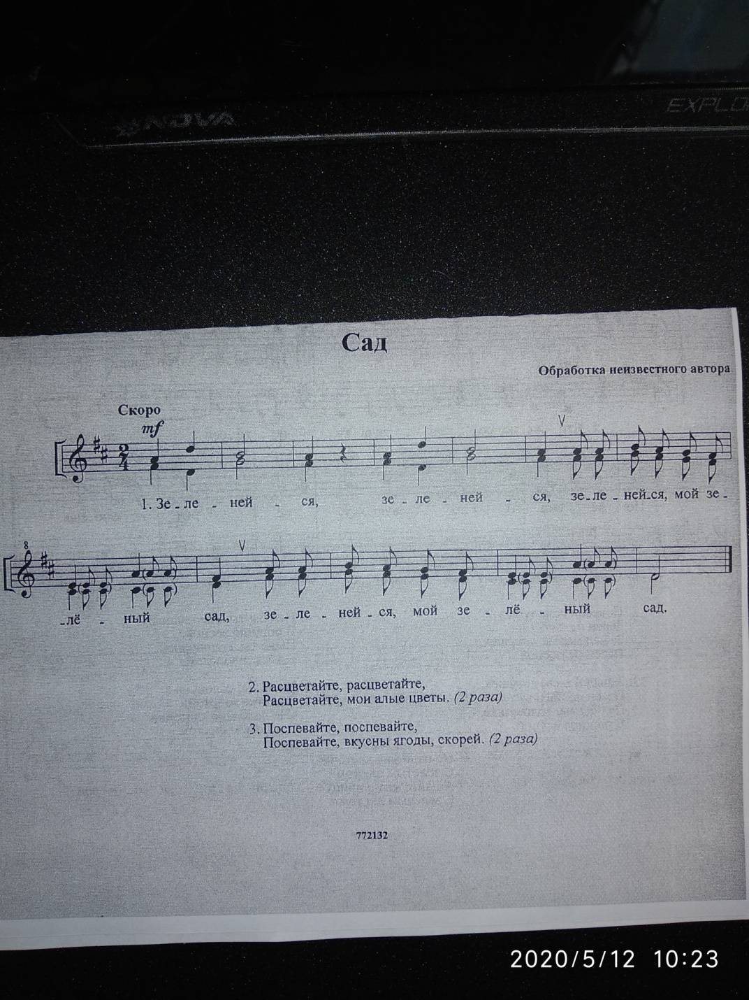 NOVA
EXPLO
Сад
Обработка неизвестного автора
Скоро
mf
2
4
1. Зе - ле - ней - ся, зе - ле - ней - ся, зе - ле - ней - ся, мой зе -
8
- лё - ный сад, зе - ле - ней - ся, мой зе - лё - ный сад.
2. Расцветайте, расцветайте,
Расцветайте, мои алые цветы. (2 раза)
3. Поспевайте, поспевайте,
Поспевайте, вкусны ягоды, скорей. (2 раза)
772132
2020/5/12 10:23